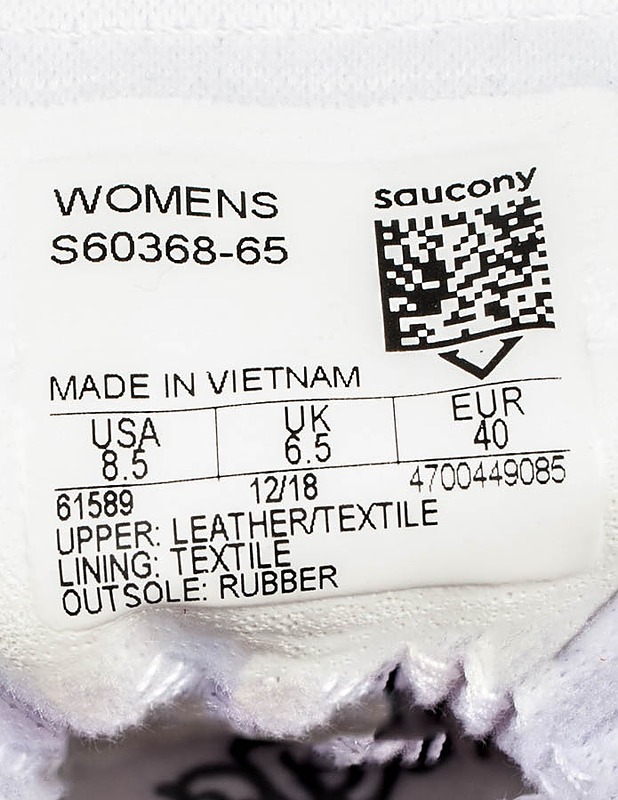 WOMENS
S60368-65
saucony
MADE IN VIETNAM
USA
8.5
UK
6.5
EUR
40
61589
12/18
4700449085
UPPER: LEATHER/TEXTILE
LINING: TEXTILE
OUTSOLE: RUBBER